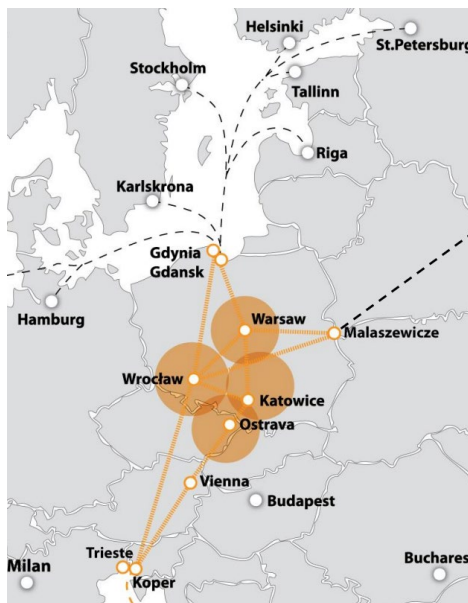 Helsinki
St.Petersburg
Stockholm
Tallinn
Riga
Karlskrona
Gdynia
Gdansk
Hamburg
Warsaw
Malaszewicze
Wrocław
Katowice
Ostrava
Vienna
Budapest
Trieste
Milan
Koper
Buchares